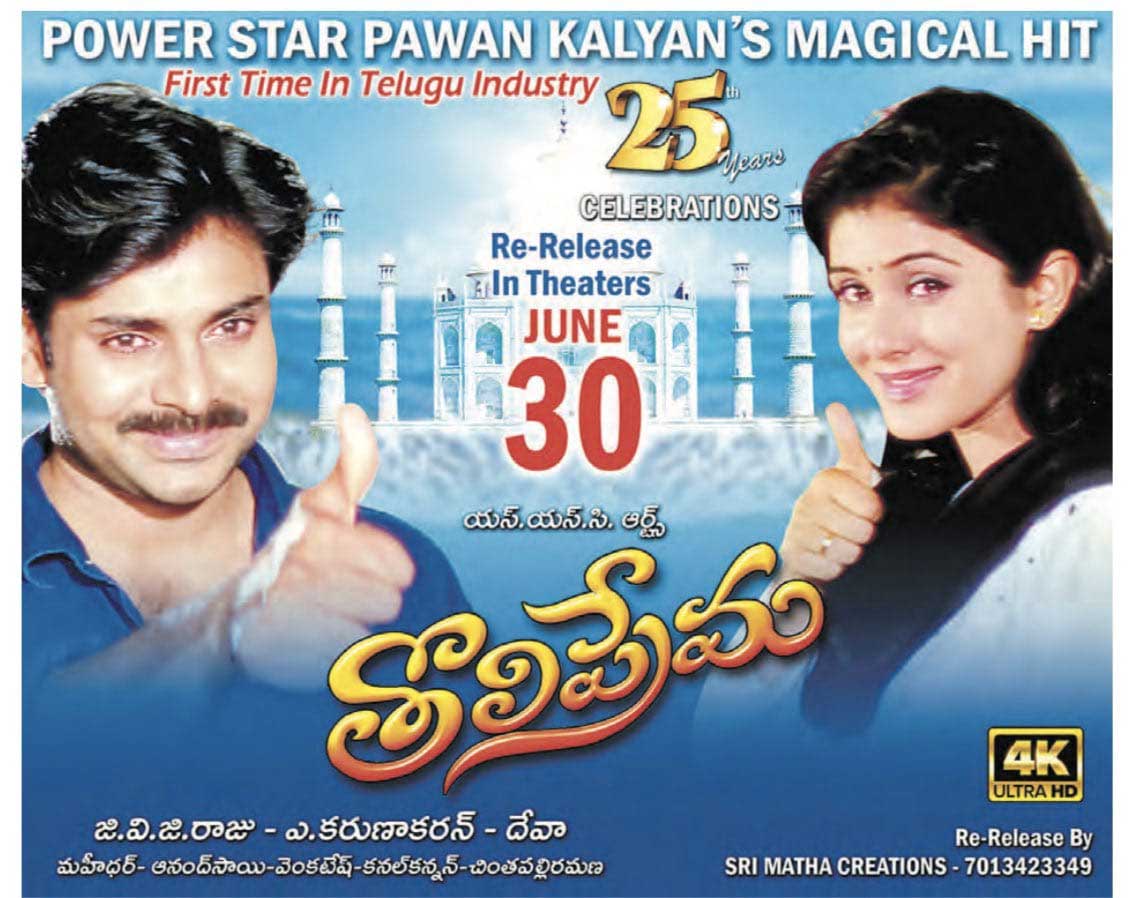 POWER STAR PAWAN KALYAN'S MAGICAL HIT
First Time In Telugu Industry
25th
Years
CELEBRATIONS
Re-Release
In Theaters
JUNE
30
యస్.యస్.సి. ఆర్ట్స్
తొలిప్రేమ
4K
ULTRA HD
జి.వి.జి.రాజు - ఎ.కరుణాకరన్ - దేవా
మహీధర్- ఆనంద్‌సాయి-వెంకటేష్-కనల్‌కన్నన్-చింతపల్లిరమణ
Re-Release By
SRI MATHA CREATIONS - 7013423349